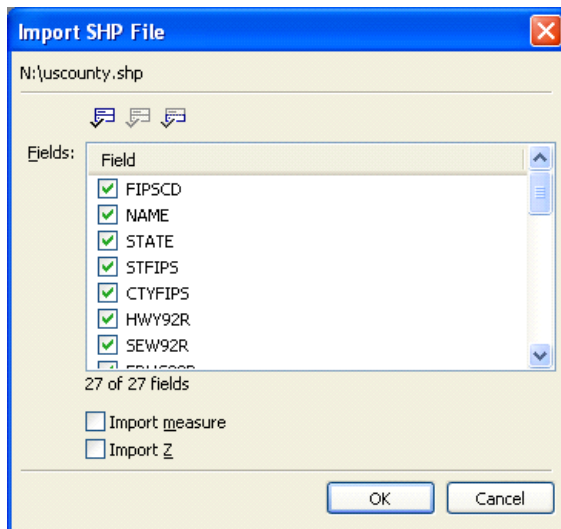 Import SHP File
N:\uscounty.shp
Fields:
Field
FIPSCD
NAME
STATE
STFIPS
CTYFIPS
HWY92R
SEW92R
27 of 27 fields
Import measure
Import Z
OK
Cancel